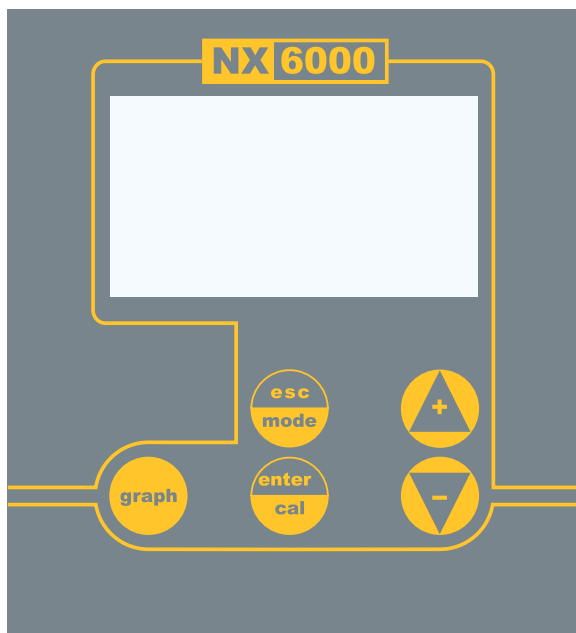 NX 6000
esc
mode
+
graph
enter
cal
−